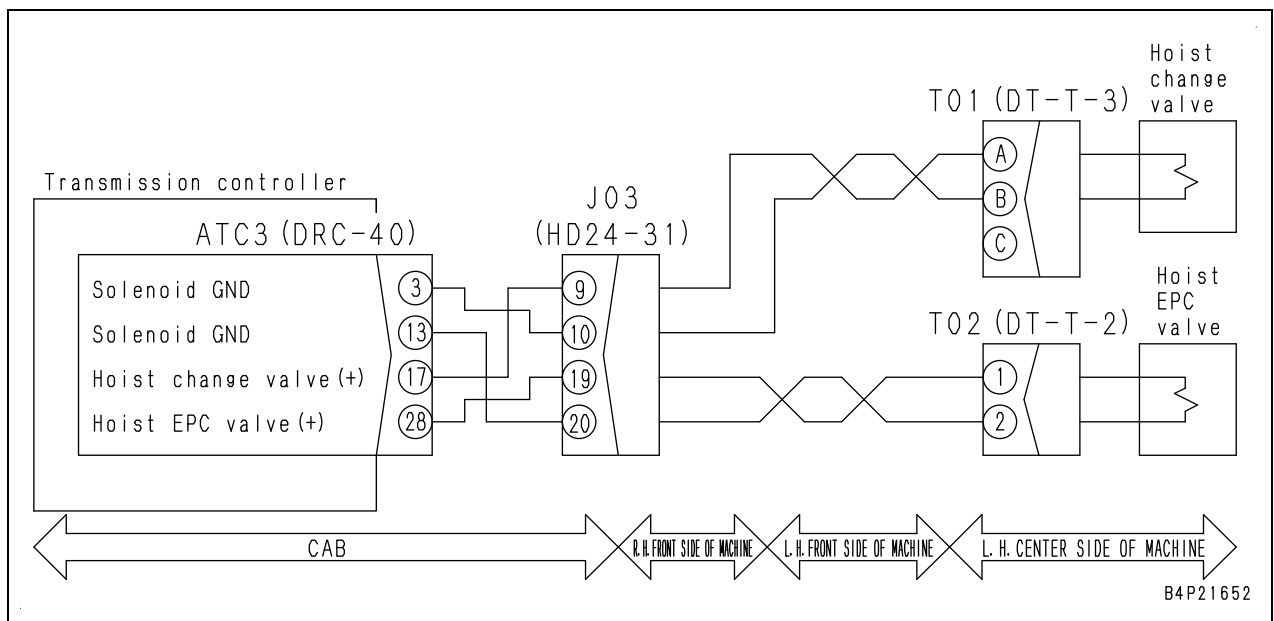 Hoist
change
valve
T01 (DT-T-3)
A
B
C
Transmission controller
J03
(HD24-31)
ATC3 (DRC-40)
Solenoid GND 3
Solenoid GND 13
Hoist change valve (+) 17
Hoist EPC valve (+) 28
9
10
19
20
Hoist
EPC
valve
T02 (DT-T-2)
1
2
CAB
R.H. FRONT SIDE OF MACHINE
L.H. FRONT SIDE OF MACHINE
L.H. CENTER SIDE OF MACHINE
B4P21652